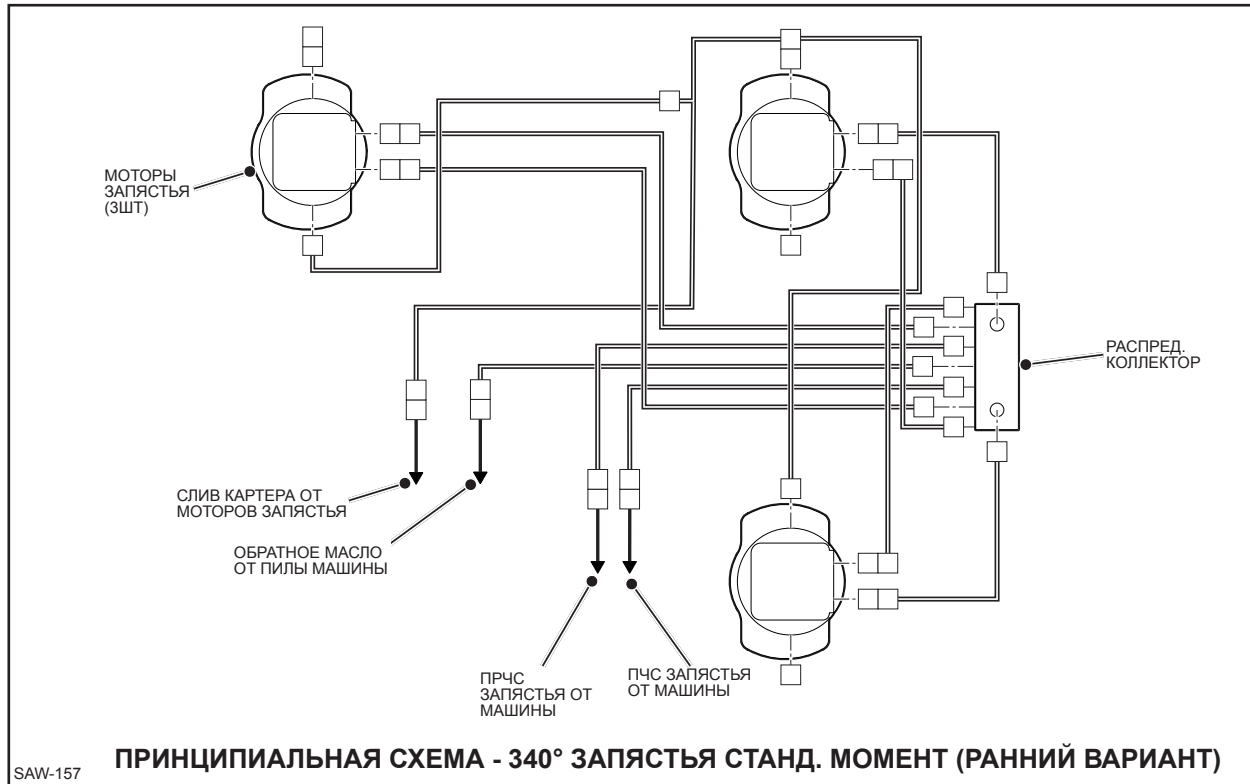 МОТОРЫ
ЗАПЯСТЬЯ
(3ШТ)
РАСПРЕД.
КОЛЛЕКТОР
СЛИВ КАРТЕРА ОТ
МОТОРОВ ЗАПЯСТЬЯ
ОБРАТНОЕ МАСЛО
ОТ ПИЛЫ МАШИНЫ
ПРЧС
ЗАПЯСТЬЯ ОТ
МАШИНЫ
ПЧС ЗАПЯСТЬЯ
ОТ МАШИНЫ
SAW-157
ПРИНЦИПИАЛЬНАЯ СХЕМА - 340° ЗАПЯСТЬЯ СТАНД. МОМЕНТ (РАННИЙ ВАРИАНТ)